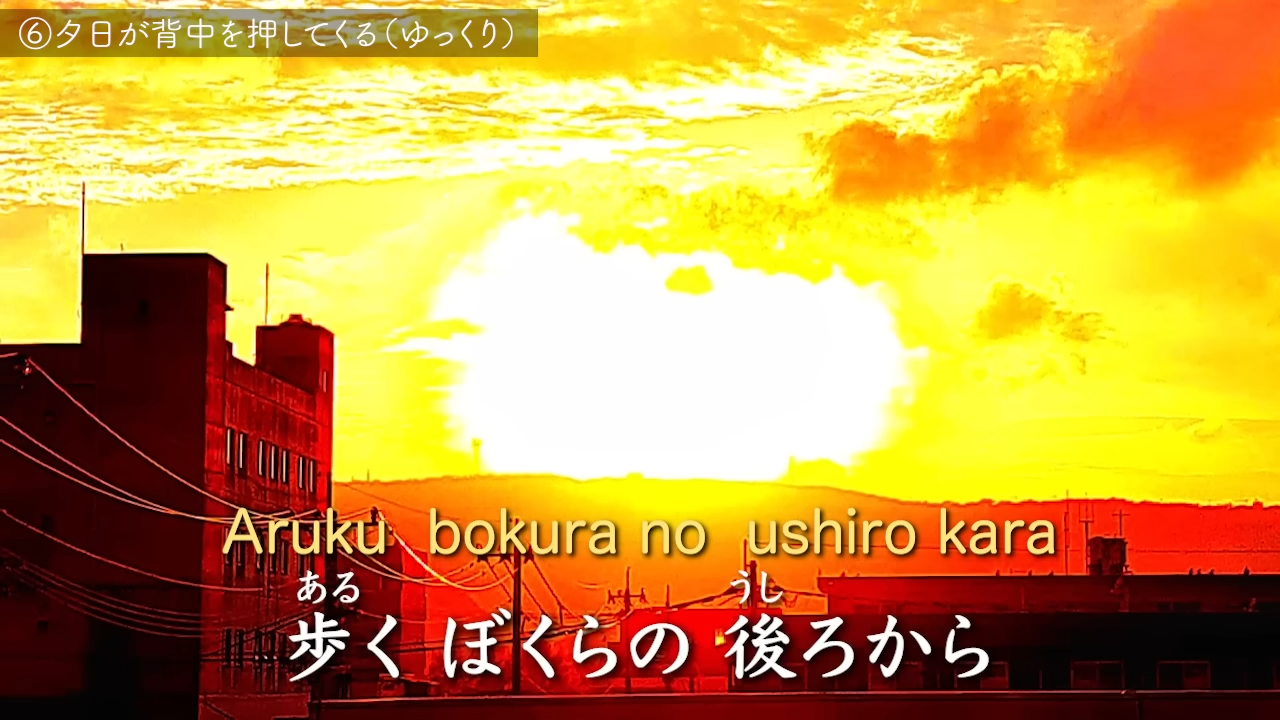 ⑥夕日が背中を押してくる（ゆっくり）
Aruku bokura no ushiro kara
ある うし
歩く ぼくらの 後ろから